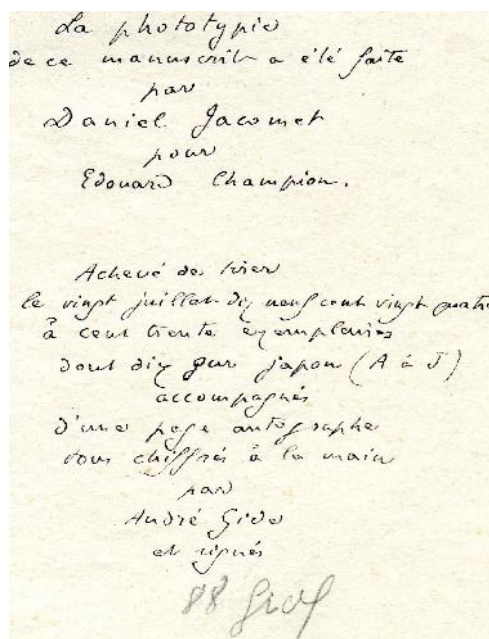 La phototypie
de ce manuscrit a été faite
par
Daniel Jacomet
pour
Edouard Champion.
Achevé de tirer
le vingt juillet dix neuf cent vingt quatre
à cent trente exemplaires
dont dix sur japon (A à J)
accompagnés
d'une page autographe
tous chiffrés à la main
par
André Gide
et signés
88 Gide